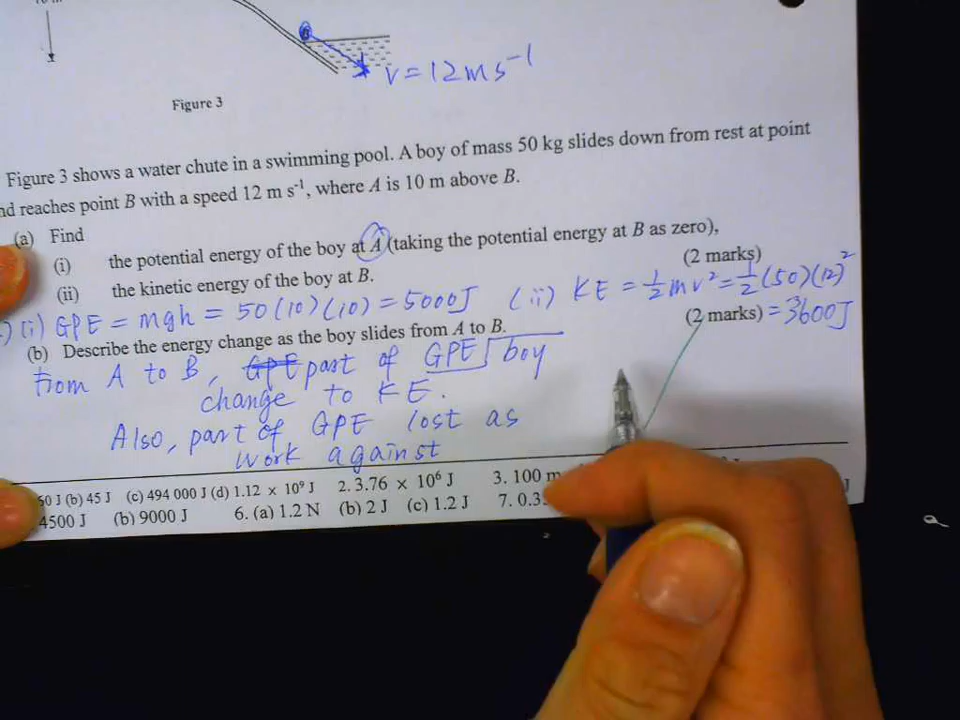 v = 12 m s⁻¹
Figure 3
Figure 3 shows a water chute in a swimming pool. A boy of mass 50 kg slides down from rest at point
nd reaches point B with a speed 12 m s⁻¹, where A is 10 m above B.
(a) Find
(i) the potential energy of the boy at A (taking the potential energy at B as zero),
(2 marks)
(ii) the kinetic energy of the boy at B.
(2 marks)
) (i) GPE = mgh = 50(10)(10) = 5000J
(ii) KE = ½mv² = ½(50)(12)²
= 3600J
(b) Describe the energy change as the boy slides from A to B.
from A to B, GPE part of GPE boy
change to KE.
Also, part of GPE lost as
work against
50 J (b) 45 J (c) 494 000 J (d) 1.12 × 10⁹ J 2. 3.76 × 10⁶ J 3. 100 m
4500 J (b) 9000 J 6. (a) 1.2 N (b) 2 J (c) 1.2 J 7. 0.3
J